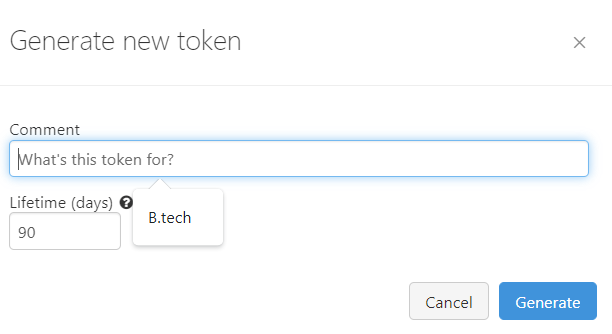 Generate new token
×
Comment
What's this token for?
Lifetime (days) ?
B.tech
90
Cancel Generate